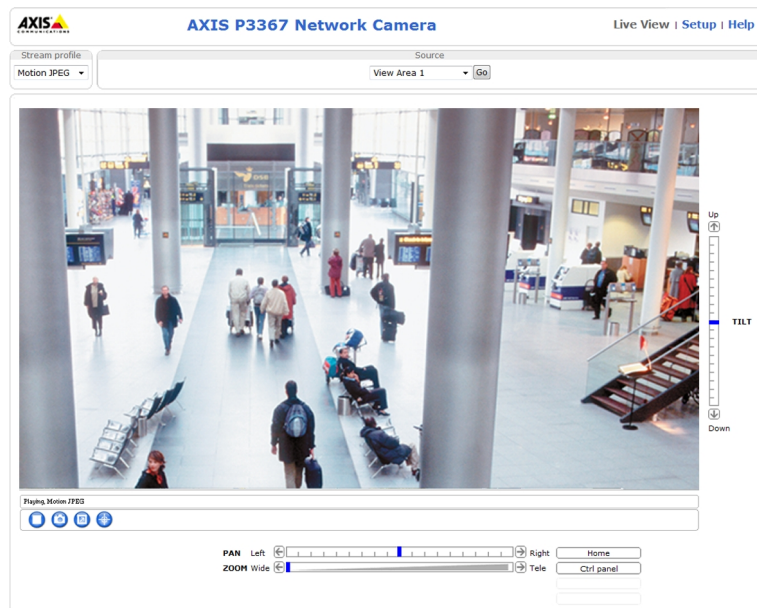 AXIS
COMMUNICATIONS
AXIS P3367 Network Camera
Live View | Setup | Help
Stream profile
Source
Motion JPEG
View Area 1
Go
Up
TILT
Down
Playing, Motion JPEG
PAN Left
Right
Home
ZOOM Wide
Tele
Ctrl panel